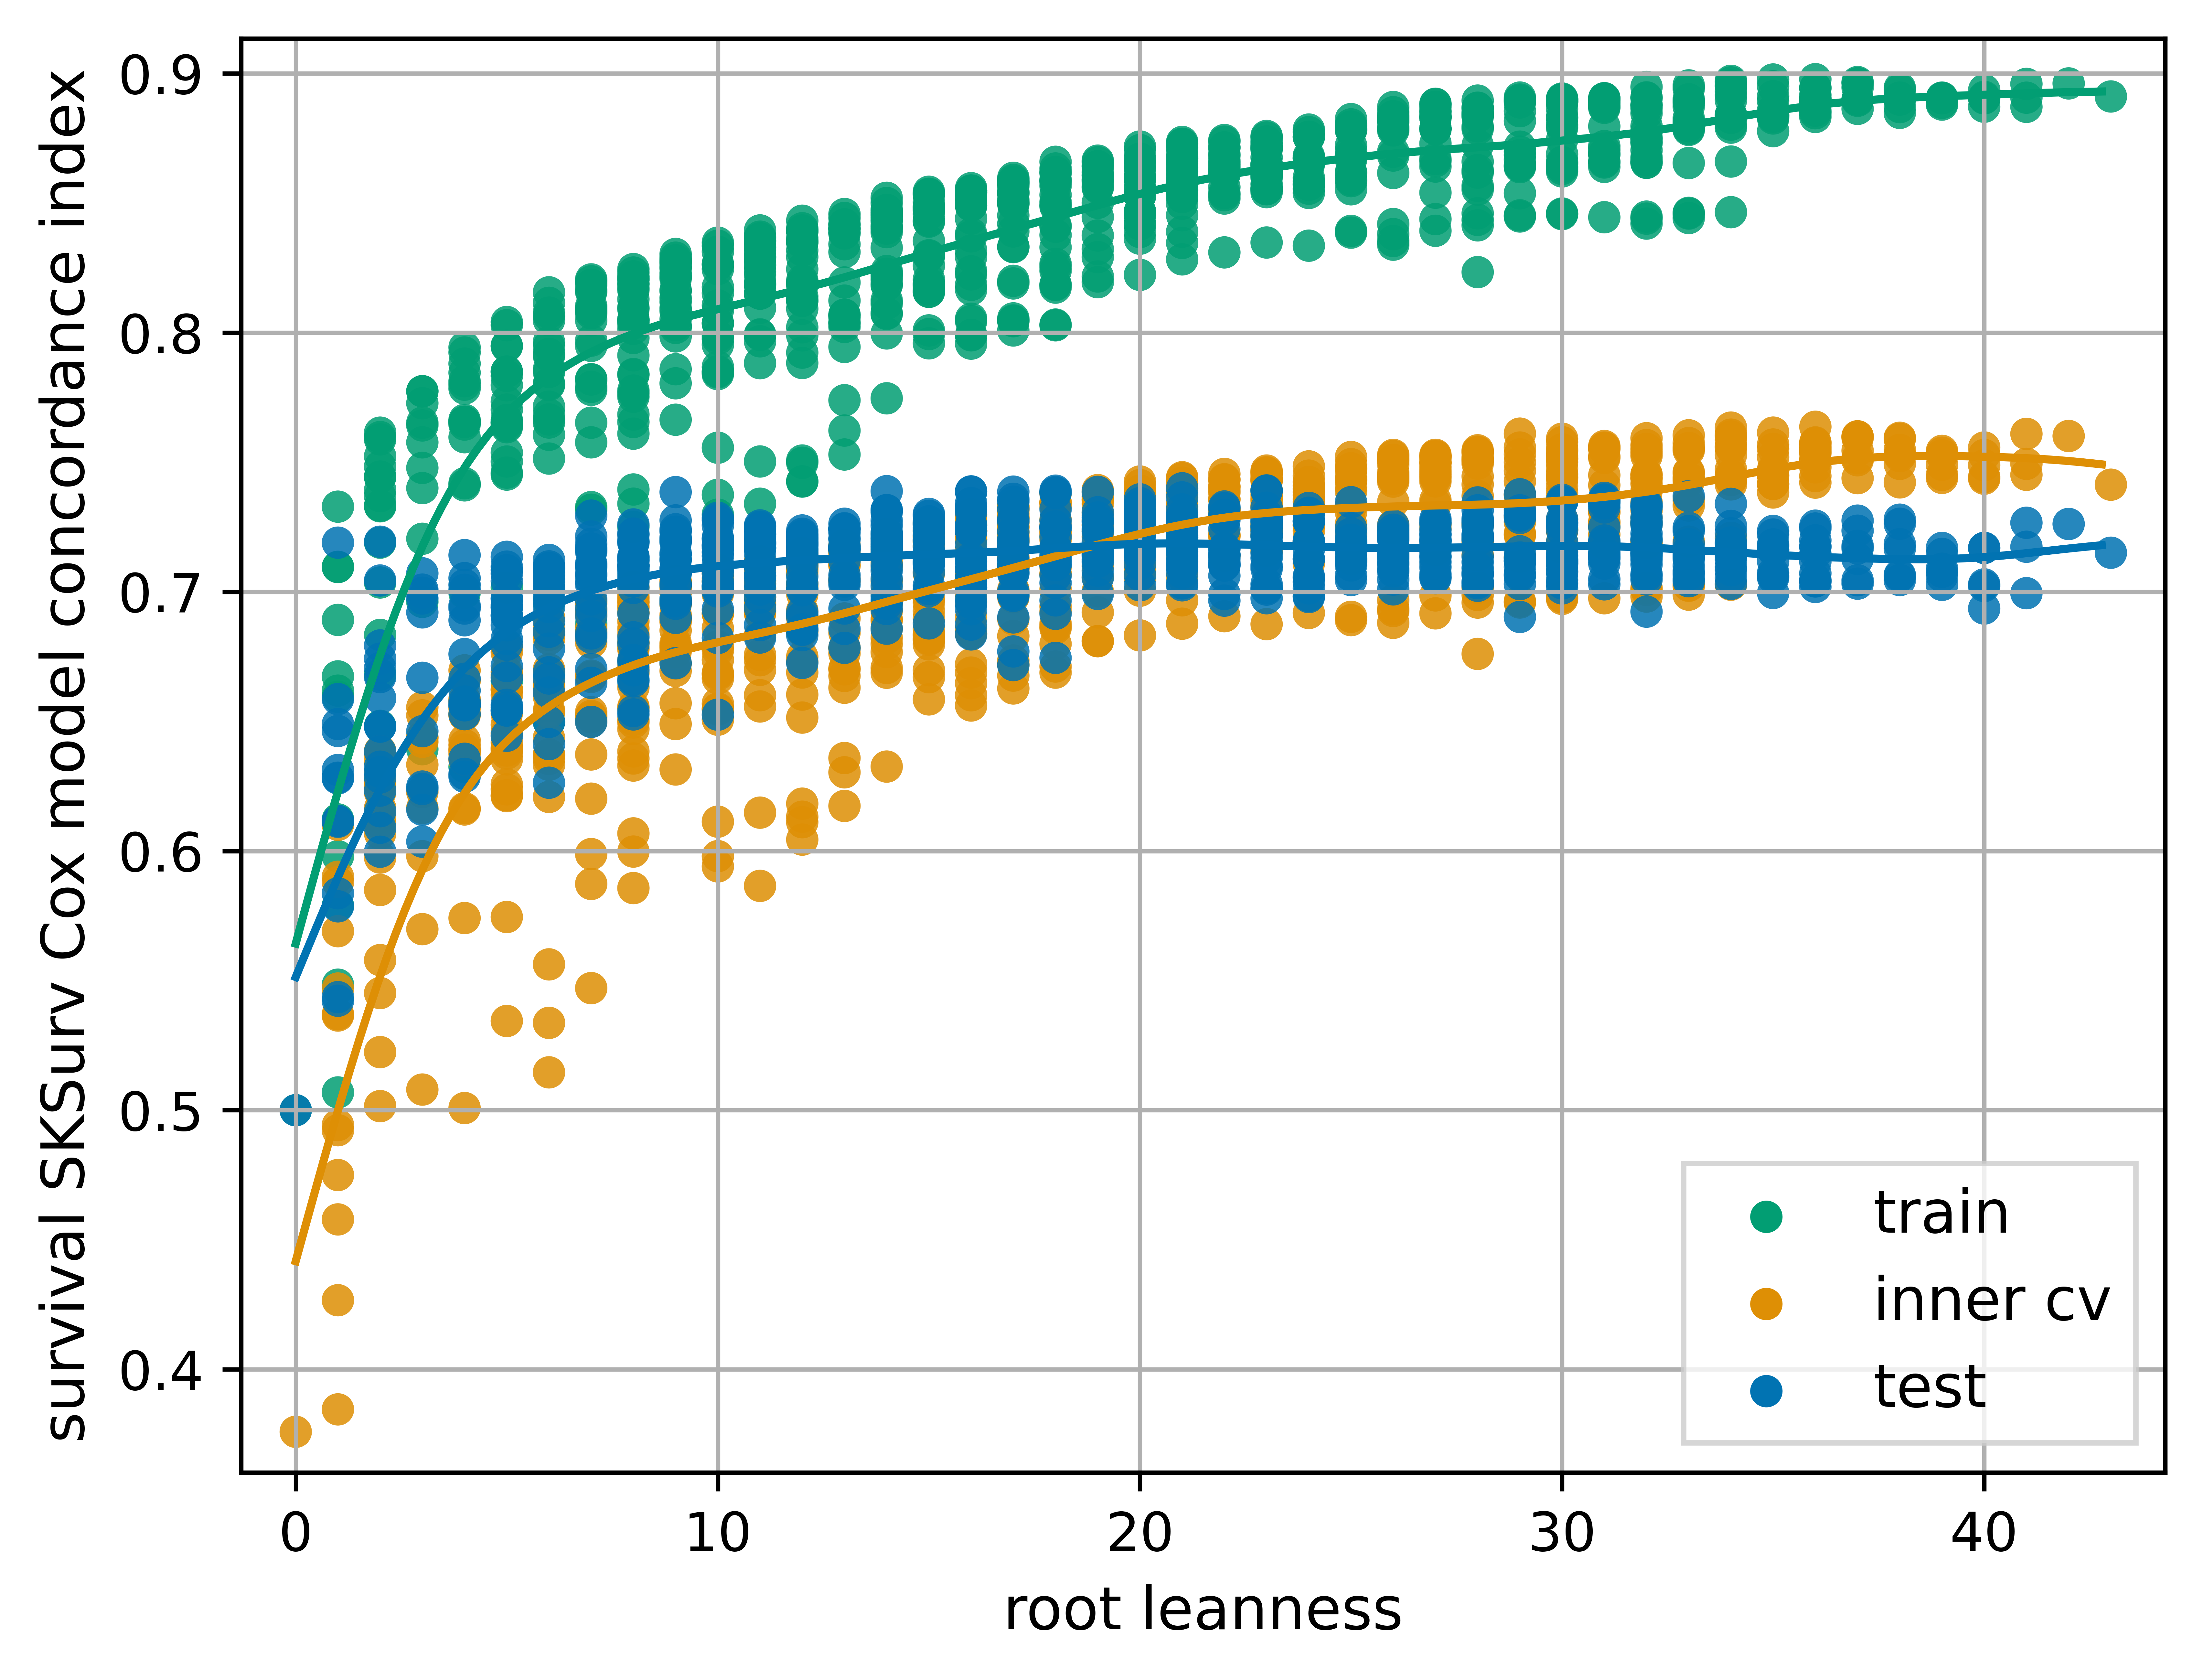 survival SKSurv Cox model concordance index
0.9
0.8
0.7
0.6
0.5
0.4
0 10 20 30 40
root leanness
train
inner cv
test